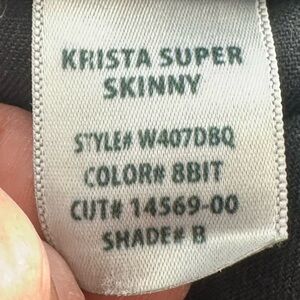 KRISTA SUPER
SKINNY
STYLE# W407DBQ
COLOR# 8BIT
CUT# 14569-00
SHADE# B